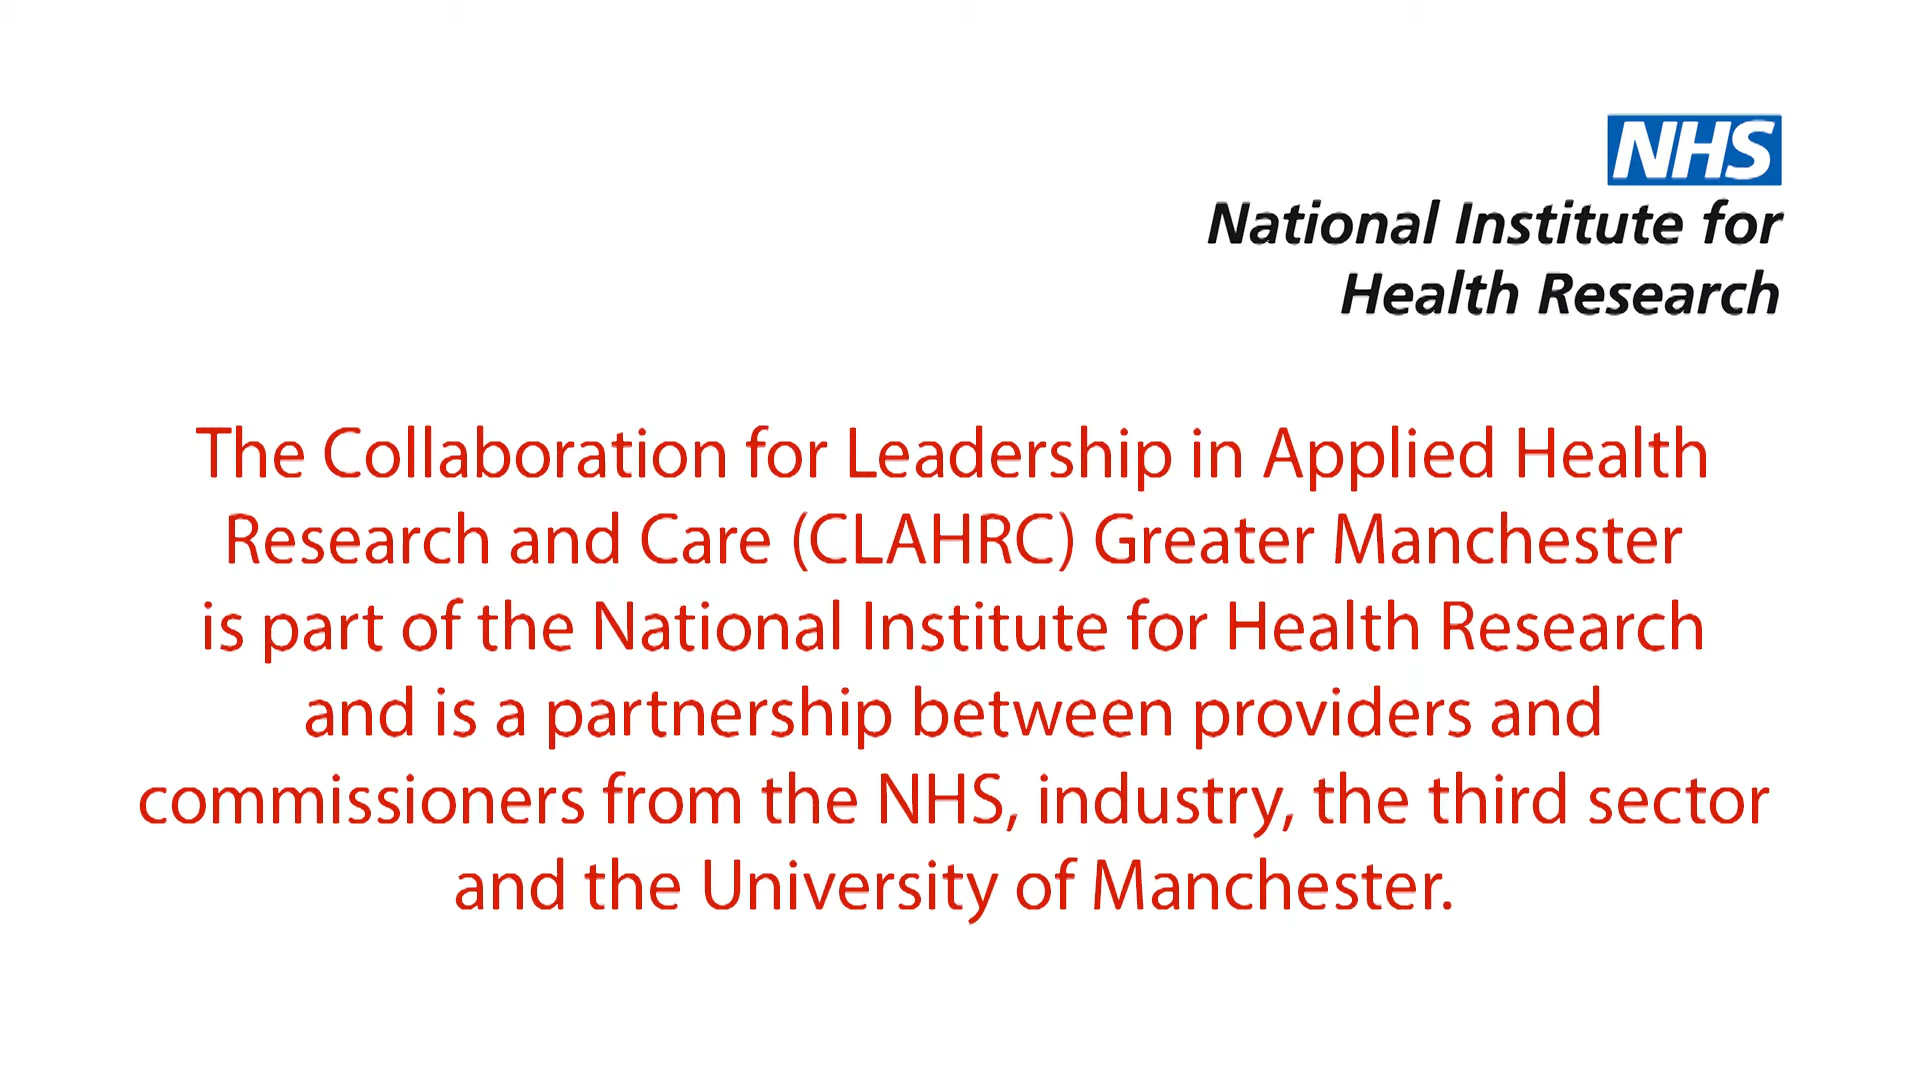 NHS
National Institute for
Health Research
The Collaboration for Leadership in Applied Health
Research and Care (CLAHRC) Greater Manchester
is part of the National Institute for Health Research
and is a partnership between providers and
commissioners from the NHS, industry, the third sector
and the University of Manchester.